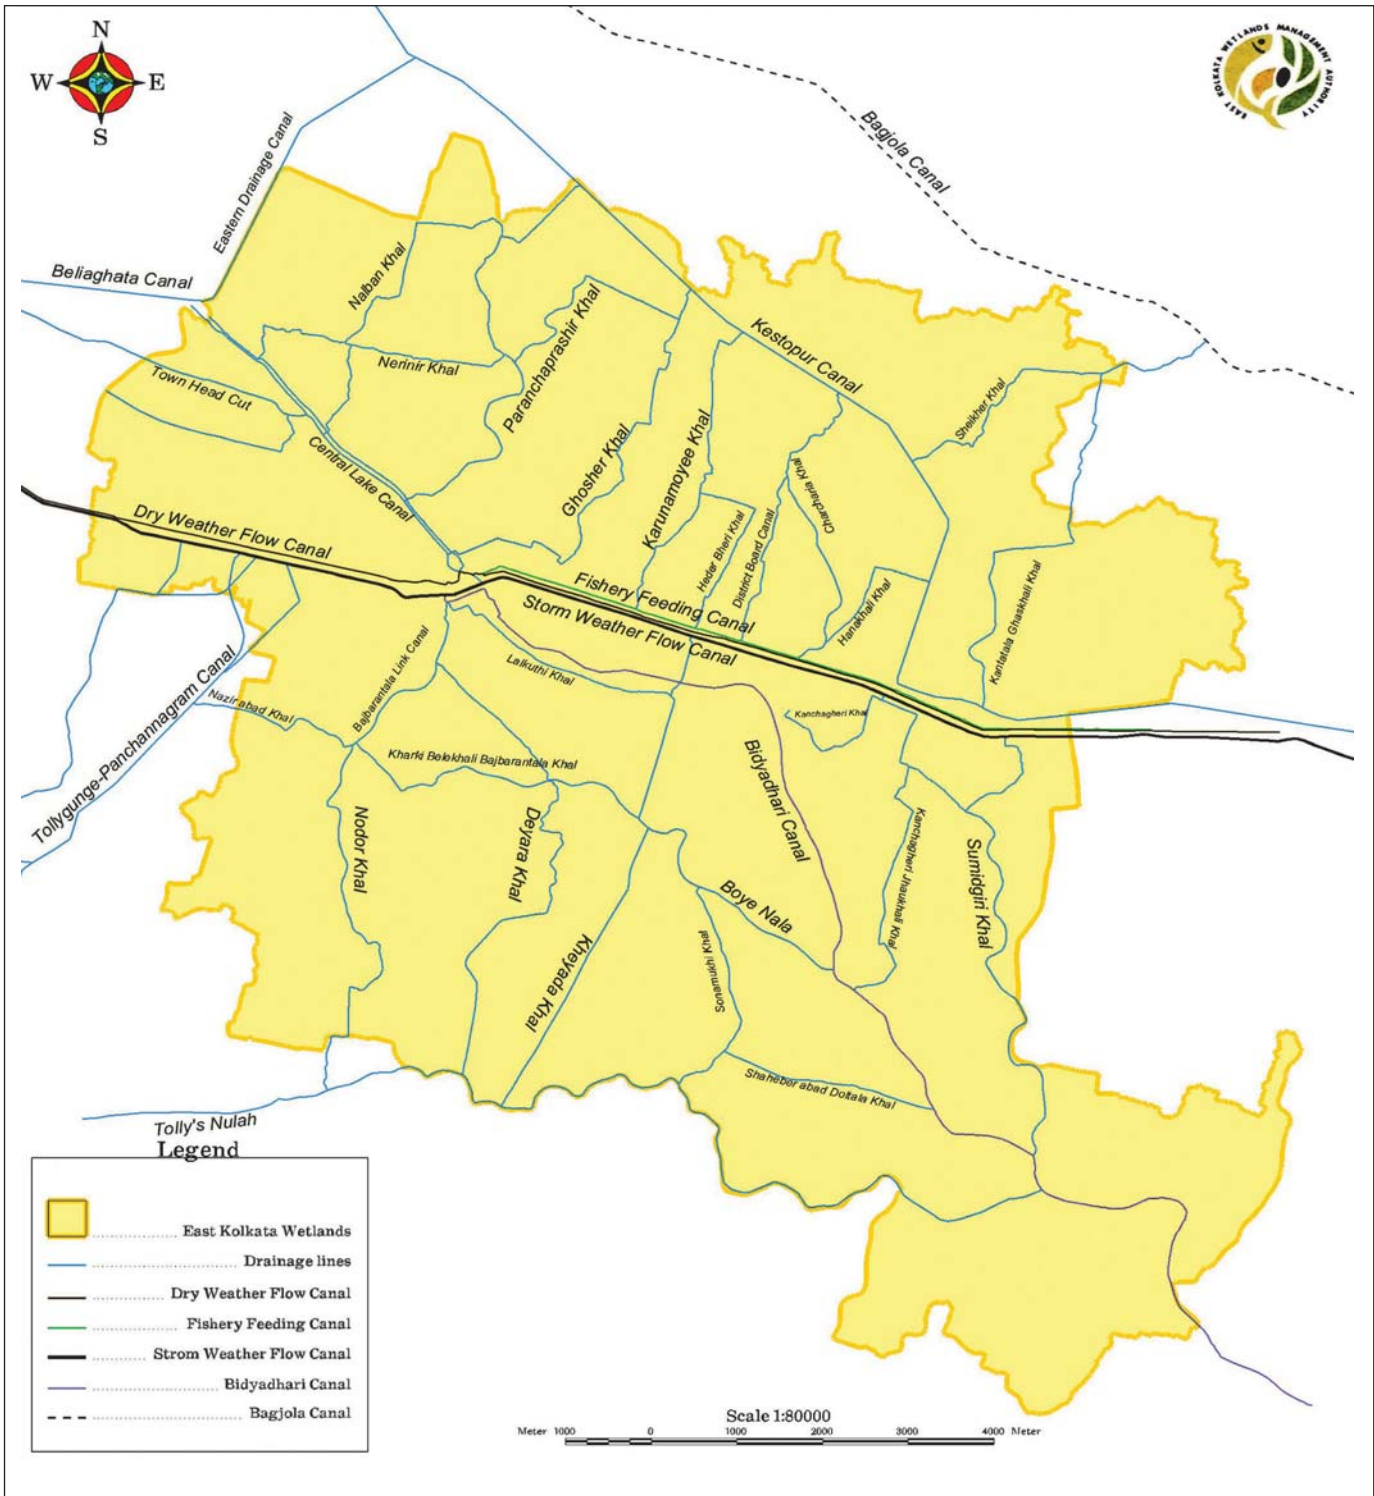 N
W E
S
EAST KOLKATA WETLANDS MANAGEMENT AUTHORITY
Bagjola Canal
Eastern Drainage Canal
Beliaghata Canal
Nalban Khal
Nerinir Khal
Paranchaprashir Khal
Kestopur Canal
Town Head Cut
Central Lake Canal
Ghosher Khal
Karunamoyee Khal
Sheikher Khal
Charcharia Khal
Heder Bheri Khal
District Board Canal
Dry Weather Flow Canal
Fishery Feeding Canal
Storm Weather Flow Canal
Hanakhali Khal
Kantatala Ghaskhali Khal
Bajbarantala Link Canal
Lalkuthi Khal
Nazirabad Khal
Tollygunge-Panchannagram Canal
Kanchagheri Khal
Kharki Belekhali Bajbarantala Khal
Bidyadhari Canal
Nodor Khal
Deyara Khal
Kanchagheri Jhaukhali Khal
Sumidgiri Khal
Boye Nala
Kheyada Khal
Sonamukhi Khal
Shaheber abad Doltala Khal
Tolly's Nulah
Legend
East Kolkata Wetlands
Drainage lines
Dry Weather Flow Canal
Fishery Feeding Canal
Strom Weather Flow Canal
Bidyadhari Canal
Bagjola Canal
Scale 1:80000
Meter 1000 0 1000 2000 3000 4000 Meter